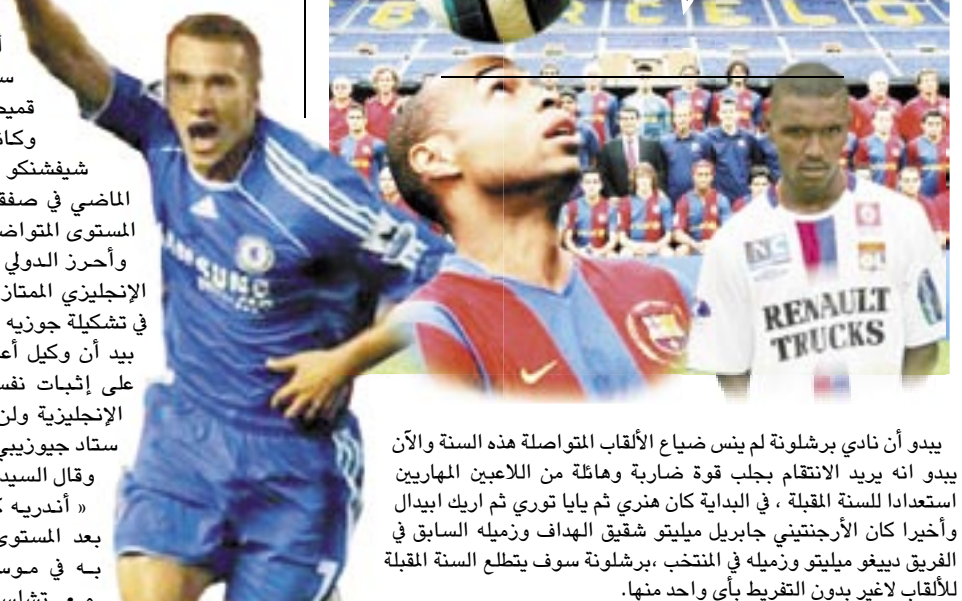 BARCELO
SAMSUNG
7
RENAULT
TRUCKS
OL
قميص
شيفشنكو
الماضي في صفقة
المستوى المتواضع
وأحرز الدولي
الإنجليزي الممتاز
في تشكيلة جوزيه
بيد أن وكيل
على إثبات
الإنجليزية ولن
ستاد جيوزيبي
وقال السيد
« أندريه
بعد المستوى
به في
يبدو أن نادي برشلونة لم ينس ضياع الألقاب المتواصلة هذه السنة والآن
يبدو انه يريد الانتقام بجلب قوة ضاربة وهائلة من اللاعبين المهاريين
استعدادا للسنة المقبلة ، في البداية كان هنري ثم يايا توري ثم اريك ابيدال
وأخيرا كان الأرجنتيني جابريل ميليتو شقيق الهداف وزميله السابق في
الفريق دييغو ميليتو وزميله في المنتخب ،برشلونة سوف يتطلع السنة المقبلة
للألقاب لاغير بدون التفريط بأي واحد منها.